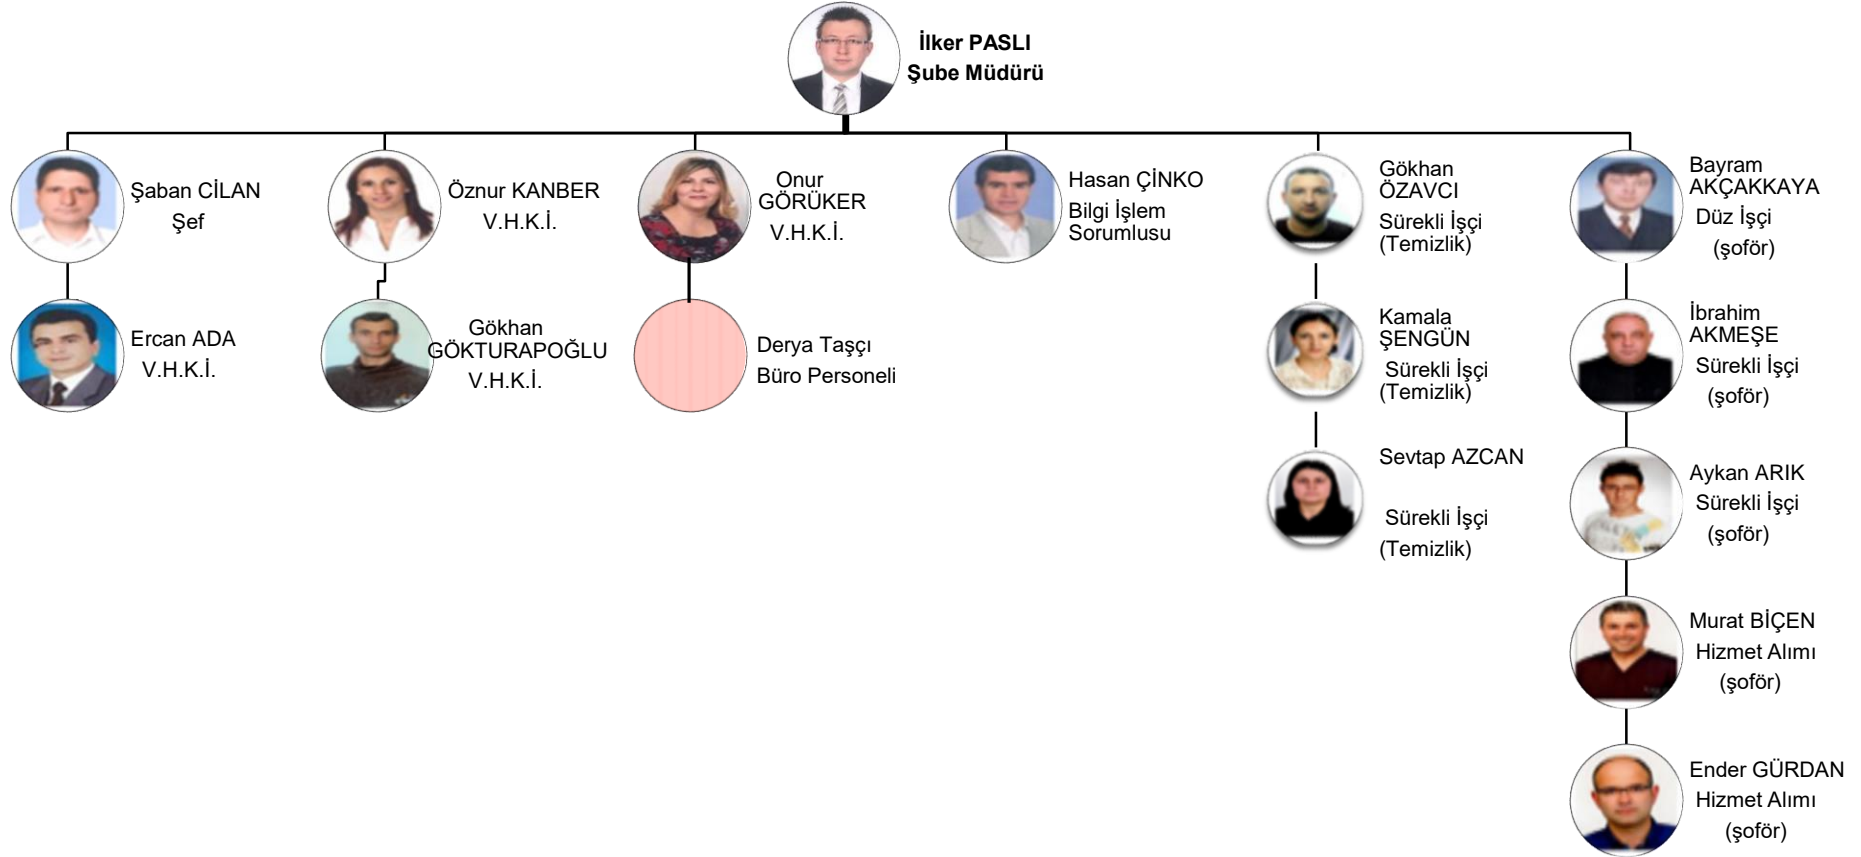 İlker PASLI
Şube Müdürü
Şaban CİLAN
Şef
Öznur KANBER
V.H.K.İ.
Onur
GÖRÜKER
V.H.K.İ.
Hasan ÇİNKO
Bilgi İşlem
Sorumlusu
Gökhan
ÖZAVCI
Sürekli İşçi
(Temizlik)
Bayram
AKÇAKKAYA
Düz İşçi
(şoför)
Ercan ADA
V.H.K.İ.
Gökhan
GÖKTURAPOĞLU
V.H.K.İ.
Derya Taşçı
Büro Personeli
Kamala
ŞENGÜN
Sürekli İşçi
(Temizlik)
İbrahim
AKMEŞE
Sürekli İşçi
(şoför)
Sevtap AZCAN
Sürekli İşçi
(Temizlik)
Aykan ARIK
Sürekli İşçi
(şoför)
Murat BİÇEN
Hizmet Alımı
(şoför)
Ender GÜRDAN
Hizmet Alımı
(şoför)